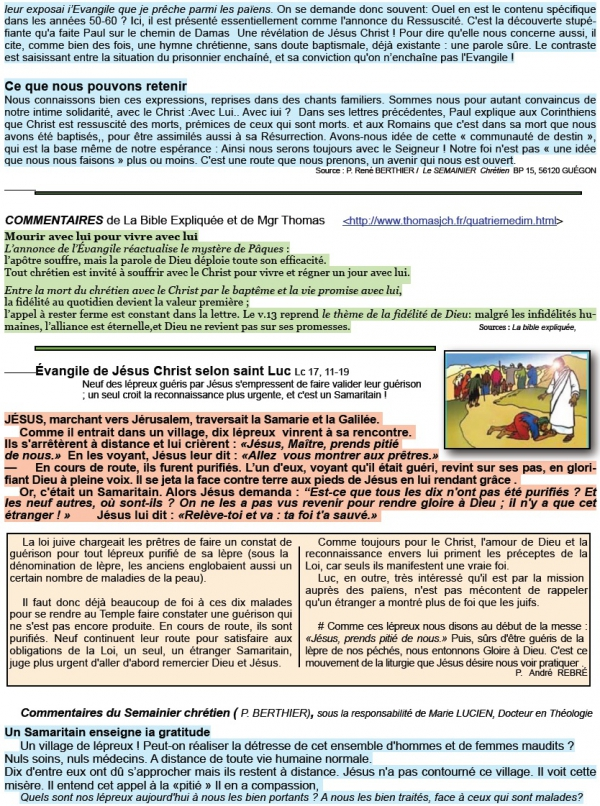 leur exposai i'Evangile que je prêche parmi les païens. On se demande donc souvent: Ouel en est le contenu spécifique
dans les années 50-60 ? Ici, il est présenté essentiellement comme l'annonce du Ressuscité. C'est la découverte stupé-
fiante qu'a faite Paul sur le chemin de Damas Une révélation de Jésus Christ ! Pour dire qu'elle nous concerne aussi, il
cite, comme bien des fois, une hymne chrétienne, sans doute baptismale, déjà existante : une parole sûre. Le contraste
est saisissant entre la situation du prisonnier enchaîné, et sa conviction qu'on n'enchaîne pas l'Evangile !
Ce que nous pouvons retenir
Nous connaissons bien ces expressions, reprises dans des chants familiers. Sommes nous pour autant convaincus de
notre intime solidarité, avec le Christ :Avec Lui.. Avec iui ? Dans ses lettres précédentes, Paul explique aux Corinthiens
que Christ est ressuscité des morts, prémices de ceux qui sont morts. et aux Romains que c'est dans sa mort que nous
avons été baptisés,, pour être assimilés aussi à sa Résurrection. Avons-nous idée de cette « communauté de destin »,
qui est la base même de notre espérance : Ainsi nous serons toujours avec le Seigneur ! Notre foi n'est pas « une idée
que nous nous faisons » plus ou moins. C'est une route que nous prenons, un avenir qui nous est ouvert.
Source : P. René BERTHIER / Le SEMAINIER Chrétien BP 15, 56120 GUÉGON
COMMENTAIRES de La Bible Expliquée et de Mgr Thomas <http://www.thomasjch.fr/quatriemedim.html>
Mourir avec lui pour vivre avec lui
L'annonce de l'Évangile réactualise le mystère de Pâques :
l'apôtre souffre, mais la parole de Dieu déploie toute son efficacité.
Tout chrétien est invité à souffrir avec le Christ pour vivre et régner un jour avec lui.
Entre la mort du chrétien avec le Christ par le baptême et la vie promise avec lui,
la fidélité au quotidien devient la valeur première ;
l'appel à rester ferme est constant dans la lettre. Le v.13 reprend le thème de la fidélité de Dieu: malgré les infidélités hu-
maines, l'alliance est éternelle,et Dieu ne revient pas sur ses promesses. Sources : La bible expliquée,
Évangile de Jésus Christ selon saint Luc Lc 17, 11-19
Neuf des lépreux guéris par Jésus s'empressent de faire valider leur guérison
; un seul croit la reconnaissance plus urgente, et c'est un Samaritain !
JÉSUS, marchant vers Jérusalem, traversait la Samarie et la Galilée.
Comme il entrait dans un village, dix lépreux vinrent à sa rencontre.
Ils s'arrêtèrent à distance et lui crièrent : «Jésus, Maître, prends pitié
de nous.» En les voyant, Jésus leur dit : «Allez vous montrer aux prêtres.»
— En cours de route, ils furent purifiés. L'un d'eux, voyant qu'il était guéri, revint sur ses pas, en glori-
fiant Dieu à pleine voix. Il se jeta la face contre terre aux pieds de Jésus en lui rendant grâce .
Or, c'était un Samaritain. Alors Jésus demanda : “Est-ce que tous les dix n'ont pas été purifiés ? Et
les neuf autres, où sont-ils ? On ne les a pas vus revenir pour rendre gloire à Dieu ; il n'y a que cet
étranger ! » Jésus lui dit : «Relève-toi et va : ta foi t'a sauvé.»
La loi juive chargeait les prêtres de faire un constat de
guérison pour tout lépreux purifié de sa lèpre (sous la
dénomination de lèpre, les anciens englobaient aussi un
certain nombre de maladies de la peau).
Il faut donc déjà beaucoup de foi à ces dix malades
pour se rendre au Temple faire constater une guérison qui
ne s'est pas encore produite. En cours de route, ils sont
purifiés. Neuf continuent leur route pour satisfaire aux
obligations de la Loi, un seul, un étranger Samaritain,
juge plus urgent d'aller d'abord remercier Dieu et Jésus.
Comme toujours pour le Christ, l'amour de Dieu et la
reconnaissance envers lui priment les préceptes de la
Loi, car seuls ils manifestent une vraie foi.
Luc, en outre, très intéressé qu'il est par la mission
auprès des païens, n'est pas mécontent de rappeler
qu'un étranger a montré plus de foi que les juifs.
# Comme ces lépreux nous disons au début de la messe :
«Jésus, prends pitié de nous.» Puis, sûrs d'être guéris de la
lèpre de nos péchés, nous entonnons Gloire à Dieu. C'est ce
mouvement de la liturgie que Jésus désire nous voir pratiquer .
P. André REBRÉ
Commentaires du Semainier chrétien ( P. BERTHIER), sous la responsabilité de Marie LUCIEN, Docteur en Théologie
Un Samaritain enseigne ia gratitude
Un village de lépreux ! Peut-on réaliser la détresse de cet ensemble d'hommes et de femmes maudits ?
Nuls soins, nuls médecins. A distance de toute vie humaine normale.
Dix d'entre eux ont dû s'approcher mais ils restent à distance. Jésus n'a pas contourné ce village. Il voit cette
misère. Il entend cet appel à la «pitié » Il en a compassion,
Quels sont nos lépreux aujourd'hui à nous les bien portants ? A nous les bien traités, face à ceux qui sont malades?